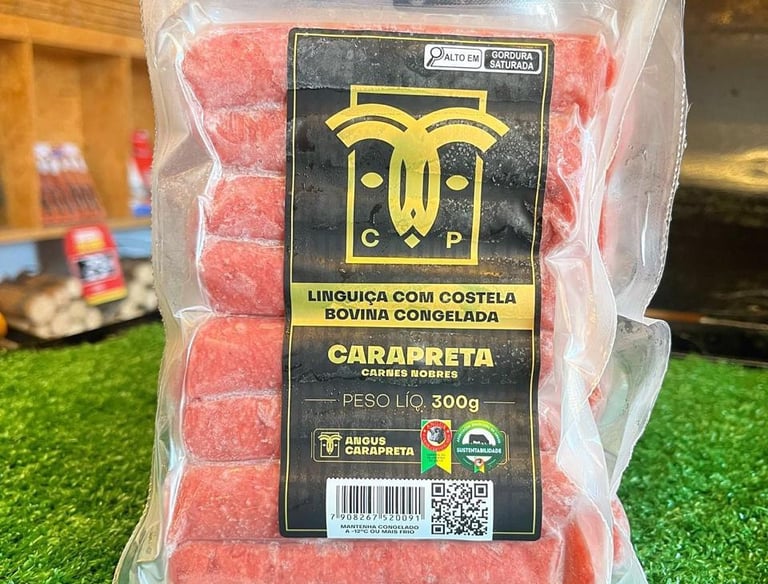 ALTO EM
GORDURA
SATURADA
C P
LINGUIÇA COM COSTELA
BOVINA CONGELADA
CARAPRETA
CARNES NOBRES
PESO LÍQ. 300g
ANGUS
CARAPRETA
SUSTENTABILIDADE
7 908267 520091
MANTENHA CONGELADO
A -12°C OU MAIS FRIO